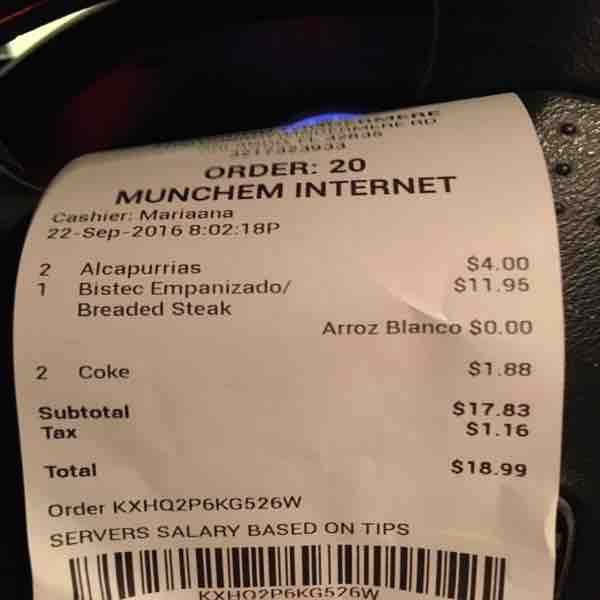 32835
3217323933
ORDER: 20
MUNCHEM INTERNET
Cashier: Mariaana
22-Sep-2016 8:02:18P
2 Alcapurrias $4.00
1 Bistec Empanizado/ $11.95
Breaded Steak
Arroz Blanco $0.00
2 Coke $1.88
Subtotal $17.83
Tax $1.16
Total $18.99
Order KXHQ2P6KG526W
SERVERS SALARY BASED ON TIPS
KXHQ2P6KG526W